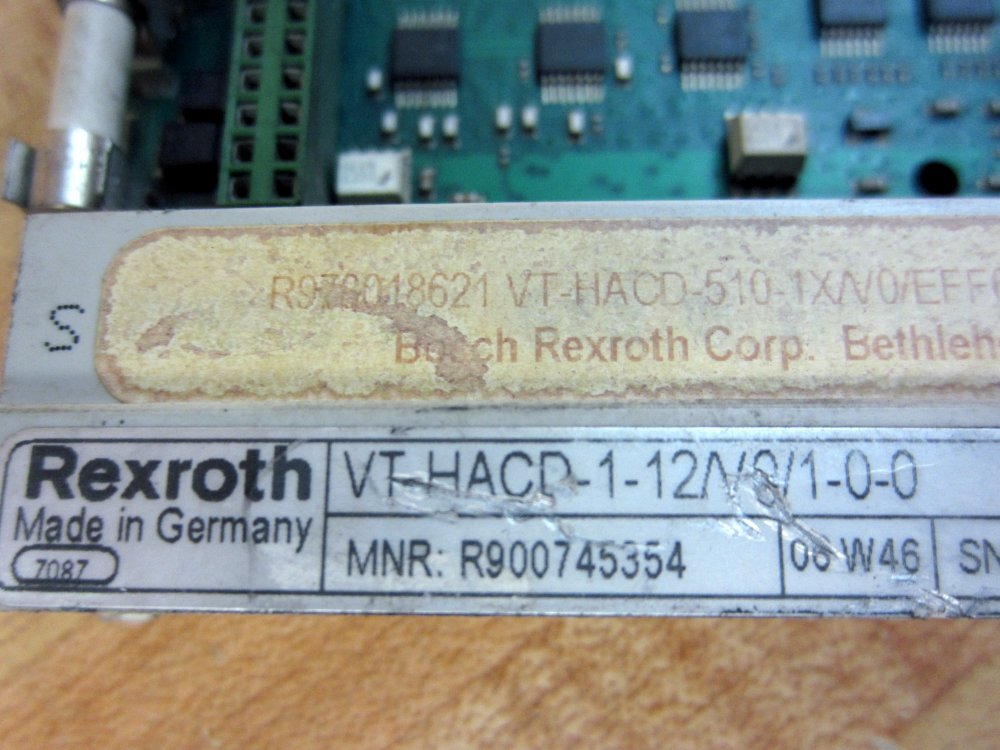 R978018621 VT-HACD-510-1X/V0/EFF
Bosch Rexroth Corp. Bethleh
S
Rexroth
Made in Germany
7087
VT-HACD-1-12/V0/1-0-0
MNR: R900745354
06 W46
SN